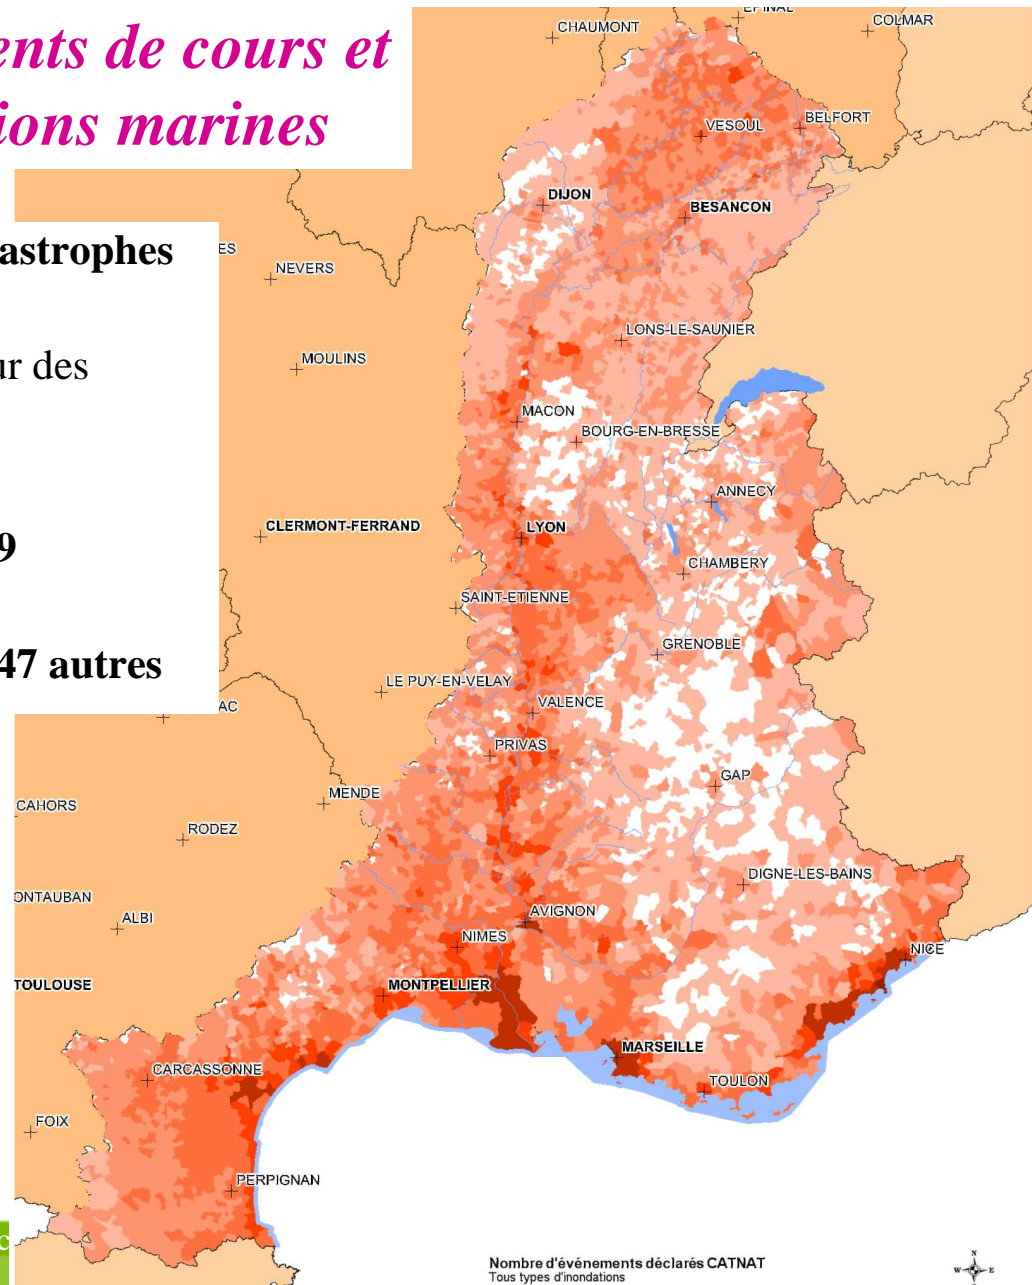 ents de cours et
ions marines
astrophes
ur des
9
47 autres
CHAUMONT
EPINAL
COLMAR
VESOUL
BELFORT
DIJON
BESANCON
ES
NEVERS
LONS-LE-SAUNIER
MOULINS
MACON
BOURG-EN-BRESSE
ANNECY
CLERMONT-FERRAND
LYON
CHAMBERY
SAINT-ETIENNE
GRENOBLE
LE PUY-EN-VELAY
AC
VALENCE
PRIVAS
GAP
CAHORS
MENDE
RODEZ
DIGNE-LES-BAINS
ONTAUBAN
ALBI
AVIGNON
NIMES
NICE
TOULOUSE
MONTPELLIER
MARSEILLE
CARCASSONNE
TOULON
FOIX
PERPIGNAN
c
Nombre d'événements déclarés CATNAT
Tous types d'inondations
N
W E